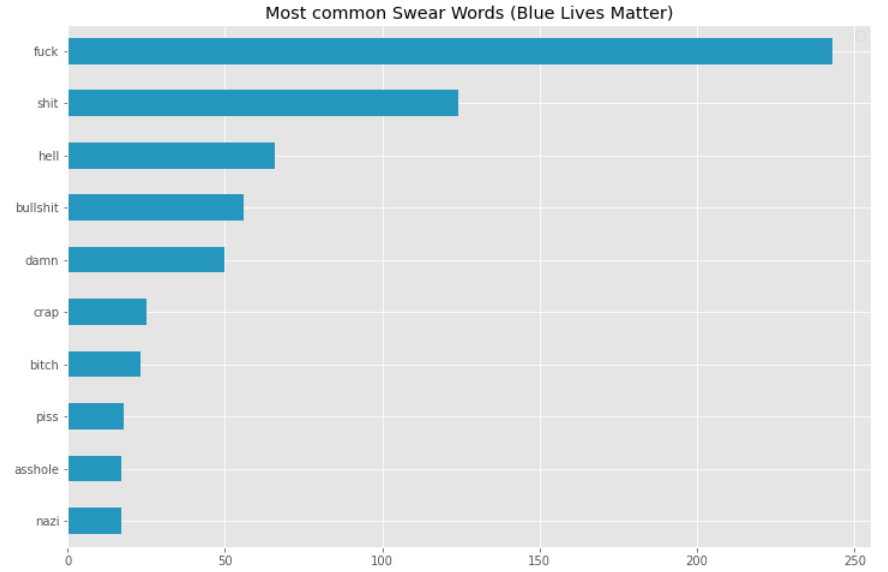 Most common Swear Words (Blue Lives Matter)
fuck
shit
hell
bullshit
damn
crap
bitch
piss
asshole
nazi
0 50 100 150 200 250